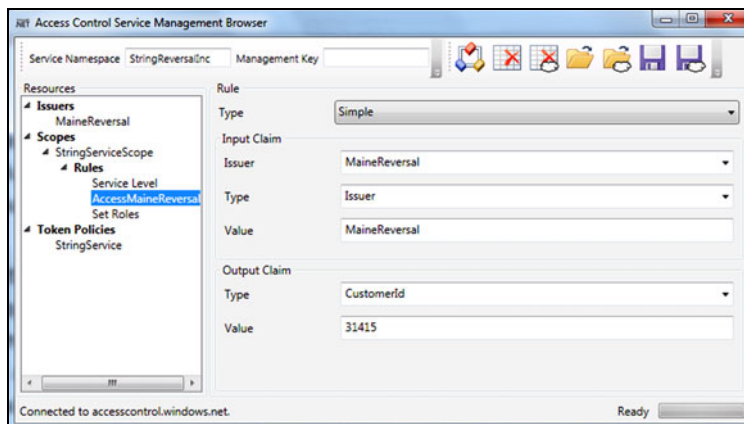 .NET Access Control Service Management Browser
Service Namespace StringReversalInc Management Key
Resources
Issuers
MaineReversal
Scopes
StringServiceScope
Rules
Service Level
AccessMaineReversal
Set Roles
Token Policies
StringService
Rule
Type Simple
Input Claim
Issuer MaineReversal
Type Issuer
Value MaineReversal
Output Claim
Type CustomerId
Value 31415
Connected to accesscontrol.windows.net.
Ready